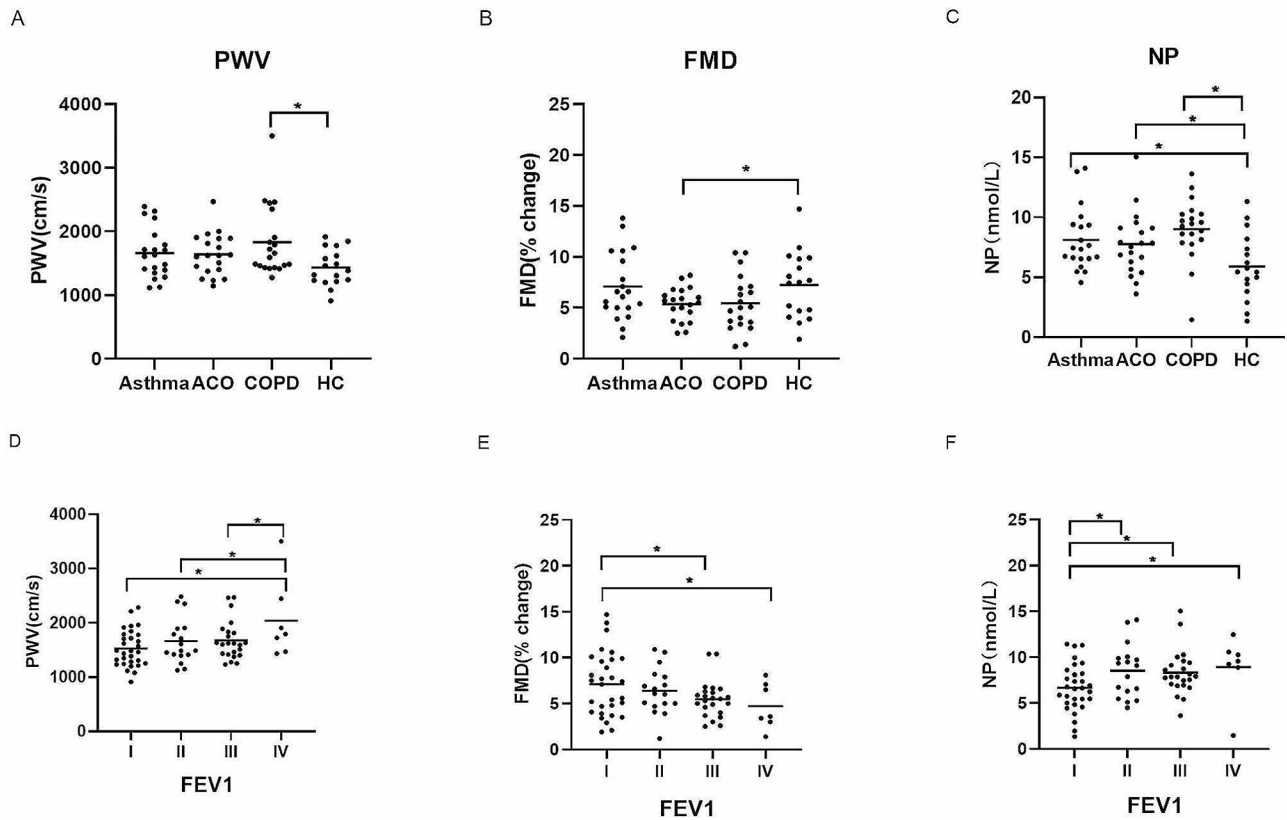 A
PWV
PWV(cm/s)
4000
3000
2000
1000
0
*
Asthma ACO COPD HC
B
FMD
FMD(% change)
25
20
15
10
5
0
*
Asthma ACO COPD HC
C
NP
NP(nmol/L)
20
15
10
5
0
*
*
*
Asthma ACO COPD HC
D
PWV(cm/s)
4000
3000
2000
1000
0
*
*
*
I II III IV
FEV1
E
FMD(% change)
25
20
15
10
5
0
*
*
I II III IV
FEV1
F
NP(nmol/L)
25
20
15
10
5
0
*
*
*
I II III IV
FEV1